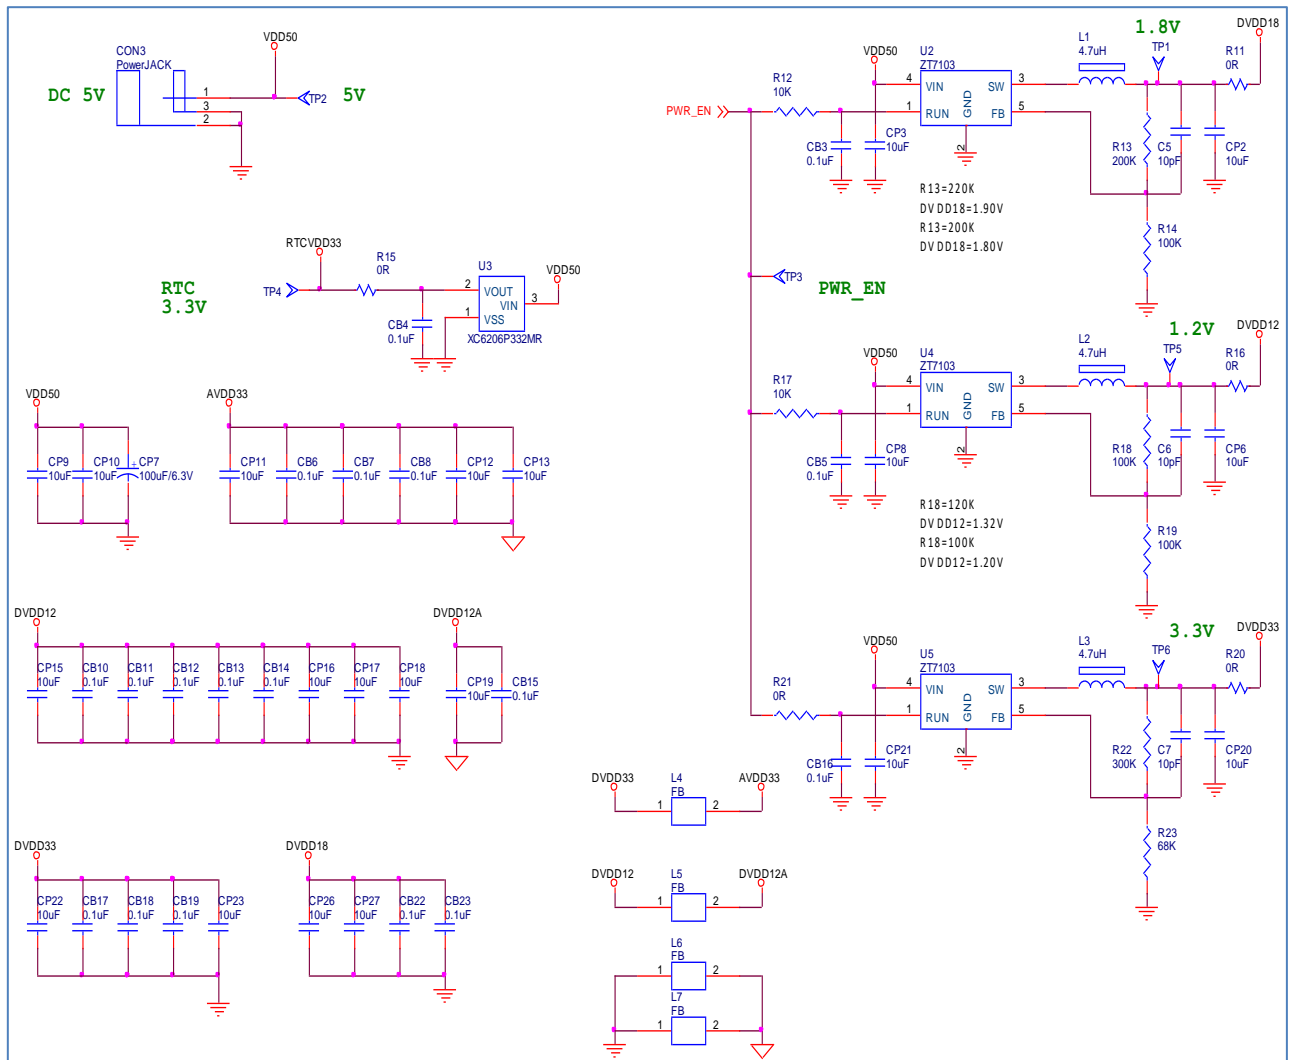 CON3
PowerJACK
VDD50
DC 5V
1
3
2
TP2
5V
RTCVDD33
RTC
3.3V
TP4
R15
0R
CB4
0.1uF
U3
2
VOUT
VIN
3
1
VSS
XC6206P332MR
VDD50
PWR_EN
R12
10K
CB3
0.1uF
VDD50
CP3
10uF
U2
ZT7103
4
VIN
SW
3
1
RUN
GND
FB
5
2
L1
4.7uH
1.8V
TP1
R11
0R
DVDD18
R13
200K
C5
10pF
CP2
10uF
R14
100K
R13=220K
DVDD18=1.90V
R13=200K
DVDD18=1.80V
TP3
PWR_EN
R17
10K
CB5
0.1uF
VDD50
CP8
10uF
U4
ZT7103
4
VIN
SW
3
1
RUN
GND
FB
5
2
L2
4.7uH
1.2V
TP5
R16
0R
DVDD12
R18
100K
C6
10pF
CP6
10uF
R19
100K
R18=120K
DVDD12=1.32V
R18=100K
DVDD12=1.20V
R21
0R
CB16
0.1uF
VDD50
CP21
10uF
U5
ZT7103
4
VIN
SW
3
1
RUN
GND
FB
5
2
L3
4.7uH
3.3V
TP6
R20
0R
DVDD33
R22
300K
C7
10pF
CP20
10uF
R23
68K
VDD50
CP9
10uF
CP10
10uF
+
CP7
100uF/6.3V
AVDD33
CP11
10uF
CB6
0.1uF
CB7
0.1uF
CB8
0.1uF
CP12
10uF
CP13
10uF
DVDD12
CP15
10uF
CB10
0.1uF
CB11
0.1uF
CB12
0.1uF
CB13
0.1uF
CB14
0.1uF
CP16
10uF
CP17
10uF
CP18
10uF
DVDD12A
CP19
10uF
CB15
0.1uF
DVDD33
CP22
10uF
CB17
0.1uF
CB18
0.1uF
CB19
0.1uF
CP23
10uF
DVDD18
CP26
10uF
CP27
10uF
CB22
0.1uF
CB23
0.1uF
DVDD33
L4
FB
AVDD33
1
2
DVDD12
L5
FB
DVDD12A
1
2
L6
FB
1
2
L7
FB
1
2